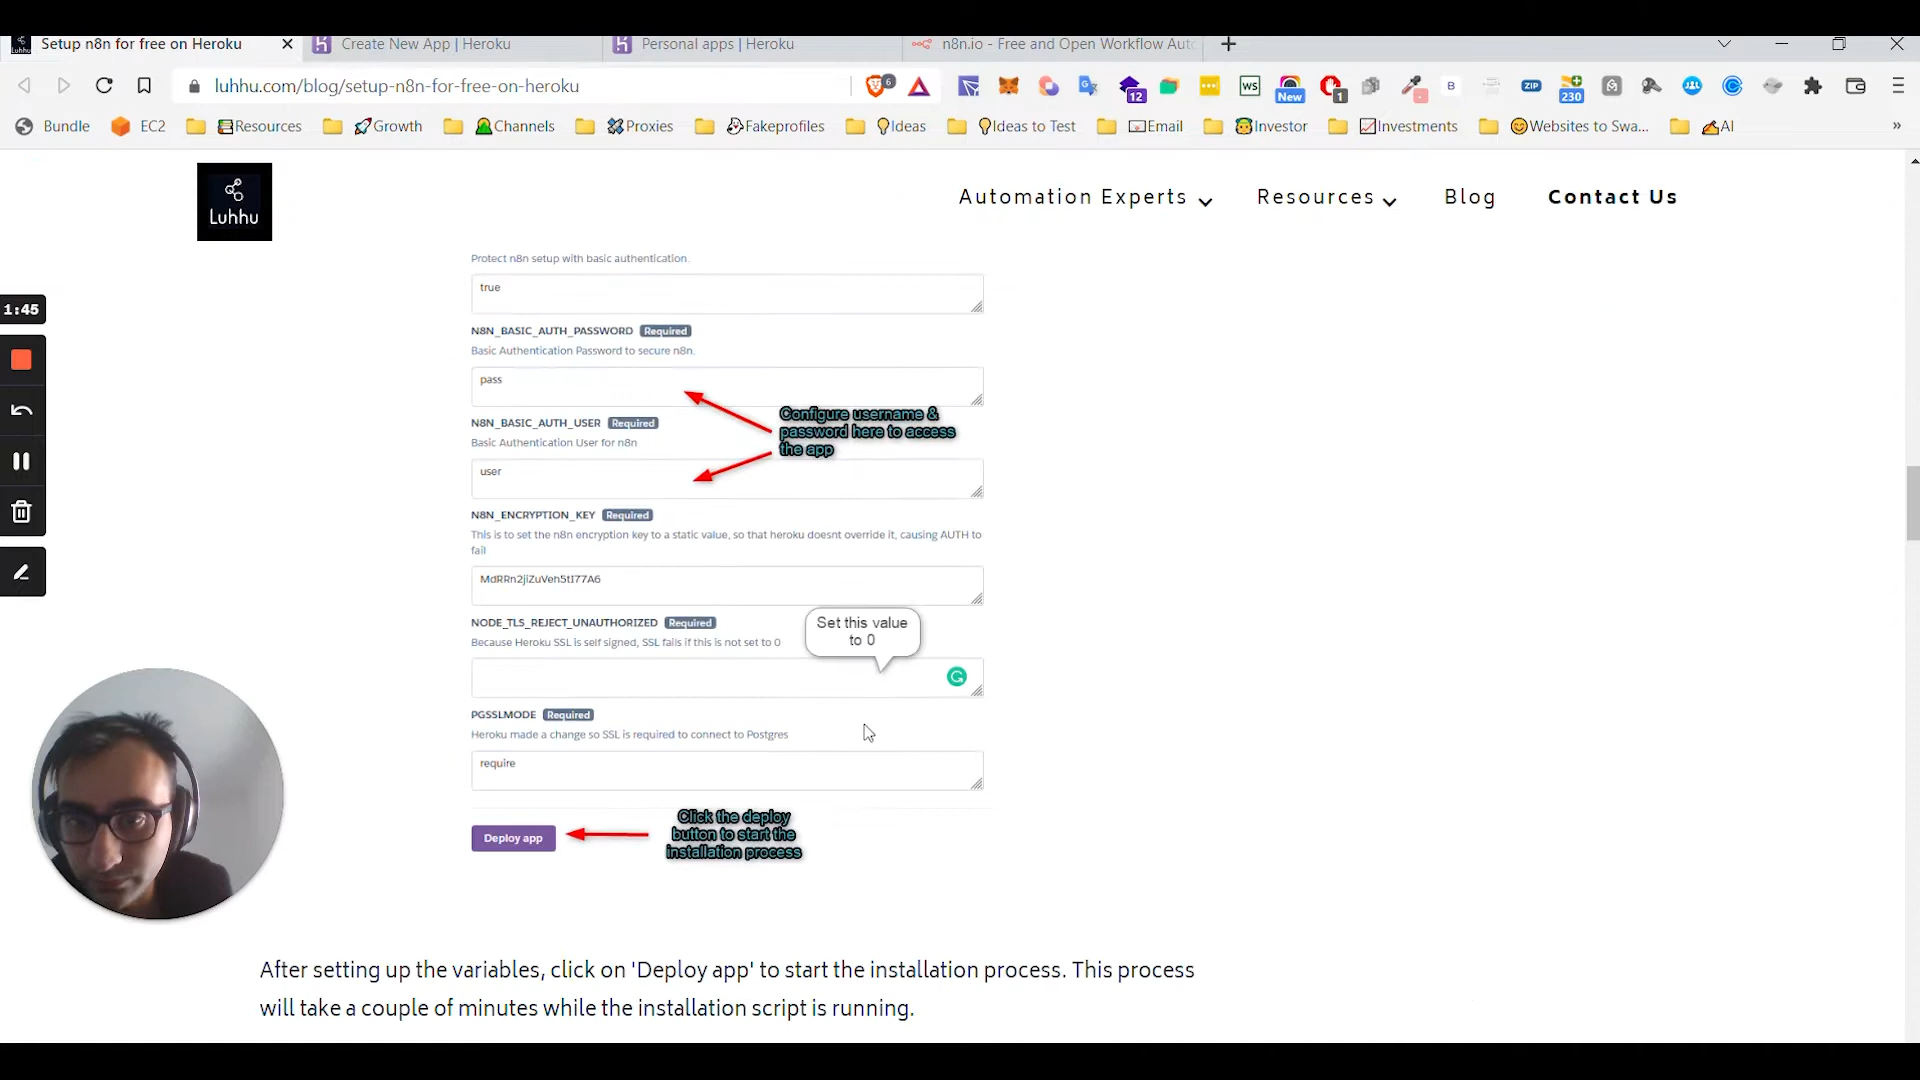 Setup n8n for free on Heroku
Create New App | Heroku
Personal apps | Heroku
n8n.io - Free and Open Workflow Auto
luhhu.com/blog/setup-n8n-for-free-on-heroku
6
12
WS
New
1
B
ZIP
230
Bundle
EC2
Resources
Growth
Channels
Proxies
Fakeprofiles
Ideas
Ideas to Test
Email
Investor
Investments
Websites to Swa...
AI
»
Luhhu
Automation Experts
Resources
Blog
Contact Us
Protect n8n setup with basic authentication.
true
1:45
N8N_BASIC_AUTH_PASSWORD Required
Basic Authentication Password to secure n8n.
pass
Configure username &
password here to access
the app
N8N_BASIC_AUTH_USER Required
Basic Authentication User for n8n
user
N8N_ENCRYPTION_KEY Required
This is to set the n8n encryption key to a static value, so that heroku doesnt override it, causing AUTH to
fail
MdRRn2jiZuVen5tI77A6
NODE_TLS_REJECT_UNAUTHORIZED Required
Because Heroku SSL is self signed, SSL fails if this is not set to 0
Set this value
to 0
PGSSLMODE Required
Heroku made a change so SSL is required to connect to Postgres
require
Deploy app
Click the deploy
button to start the
installation process
After setting up the variables, click on 'Deploy app' to start the installation process. This process
will take a couple of minutes while the installation script is running.